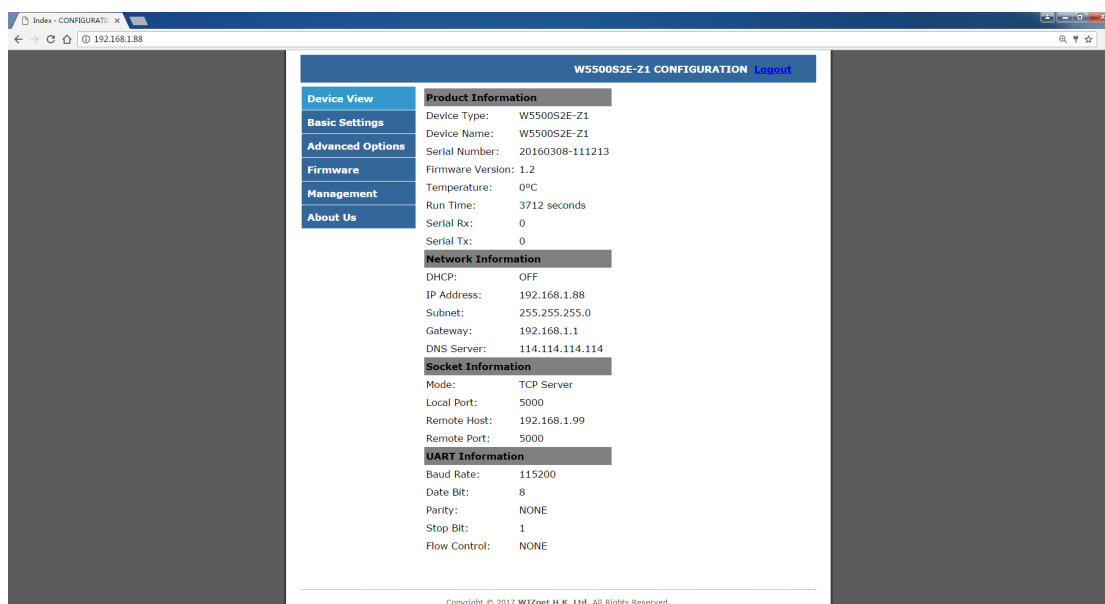 Index - CONFIGURATIC
192.168.1.88
W5500S2E-Z1 CONFIGURATION Logout
Device View
Basic Settings
Advanced Options
Firmware
Management
About Us
Product Information
Device Type: W5500S2E-Z1
Device Name: W5500S2E-Z1
Serial Number: 20160308-111213
Firmware Version: 1.2
Temperature: 0°C
Run Time: 3712 seconds
Serial Rx: 0
Serial Tx: 0
Network Information
DHCP: OFF
IP Address: 192.168.1.88
Subnet: 255.255.255.0
Gateway: 192.168.1.1
DNS Server: 114.114.114.114
Socket Information
Mode: TCP Server
Local Port: 5000
Remote Host: 192.168.1.99
Remote Port: 5000
UART Information
Baud Rate: 115200
Date Bit: 8
Parity: NONE
Stop Bit: 1
Flow Control: NONE
Copyright © 2017 WIZnet H.K. Ltd. All Rights Reserved